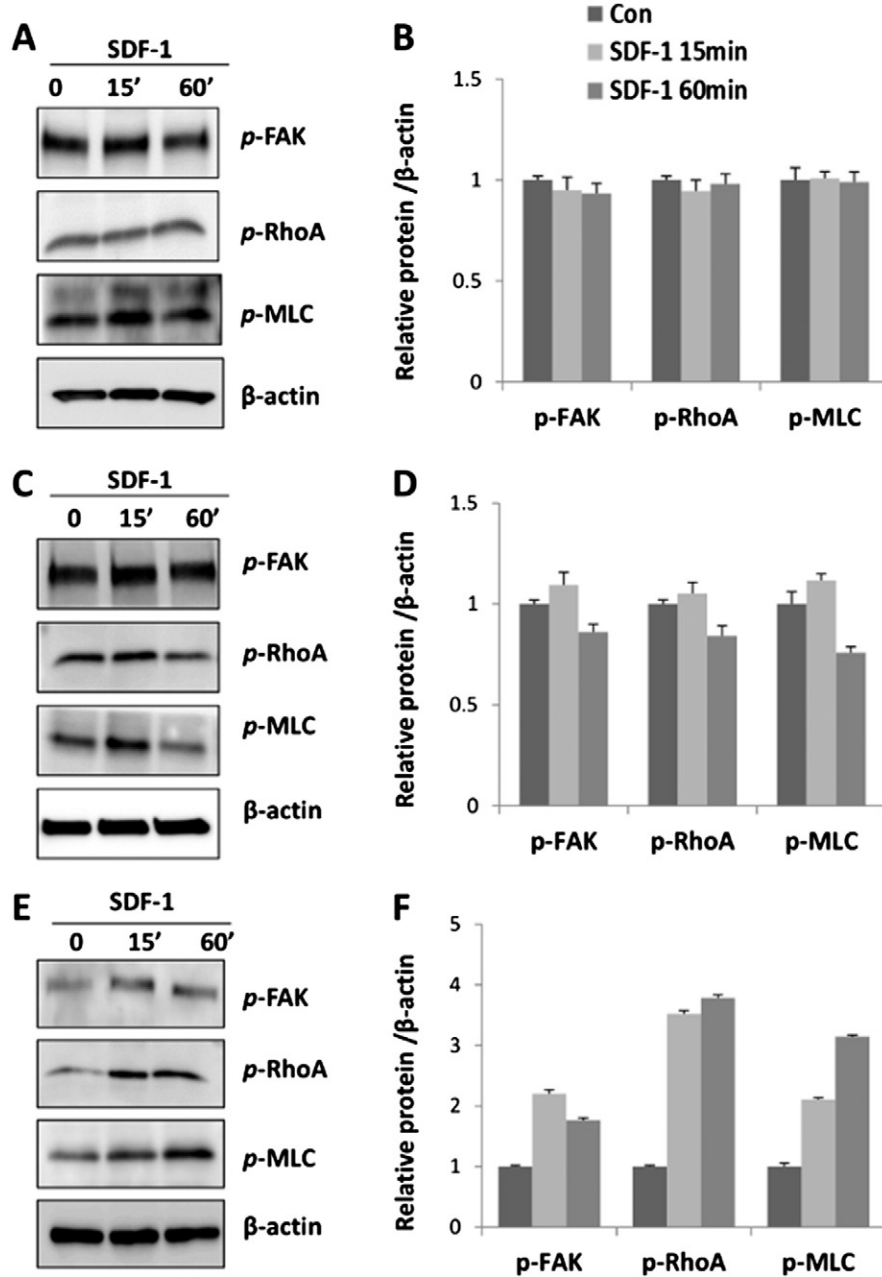 A
SDF-1
0 15’ 60’
p-FAK
p-RhoA
p-MLC
β-actin
B
Con
SDF-1 15min
SDF-1 60min
Relative protein /β-actin
1.5
1
0.5
0
p-FAK p-RhoA p-MLC
C
SDF-1
0 15’ 60’
p-FAK
p-RhoA
p-MLC
β-actin
D
Relative protein /β-actin
1.5
1
0.5
0
p-FAK p-RhoA p-MLC
E
SDF-1
0 15’ 60’
p-FAK
p-RhoA
p-MLC
β-actin
F
Relative protein /β-actin
5
4
3
2
1
0
p-FAK p-RhoA p-MLC